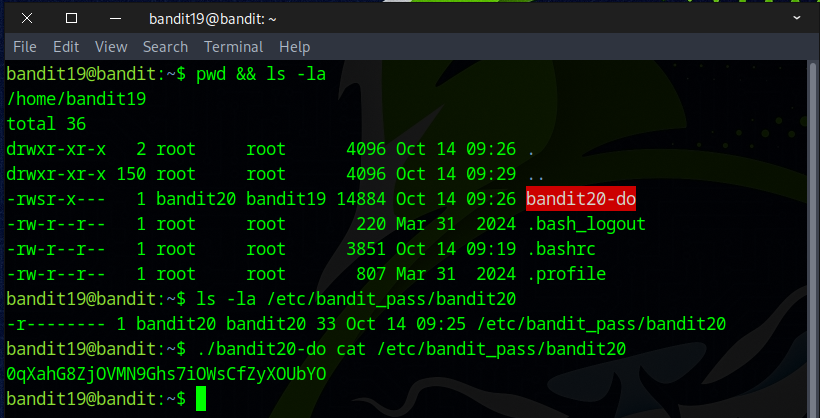 bandit19@bandit: ~
File Edit View Search Terminal Help
bandit19@bandit:~$ pwd && ls -la
/home/bandit19
total 36
drwxr-xr-x   2 root     root      4096 Oct 14 09:26 .
drwxr-xr-x 150 root     root      4096 Oct 14 09:29 ..
-rwsr-x---   1 bandit20 bandit19 14884 Oct 14 09:26 bandit20-do
-rw-r--r--   1 root     root       220 Mar 31  2024 .bash_logout
-rw-r--r--   1 root     root      3851 Oct 14 09:19 .bashrc
-rw-r--r--   1 root     root       807 Mar 31  2024 .profile
bandit19@bandit:~$ ls -la /etc/bandit_pass/bandit20
-r-------- 1 bandit20 bandit20 33 Oct 14 09:25 /etc/bandit_pass/bandit20
bandit19@bandit:~$ ./bandit20-do cat /etc/bandit_pass/bandit20
0qXahG8ZjOVMN9Ghs7iOWsCfZyXOUbYO
bandit19@bandit:~$